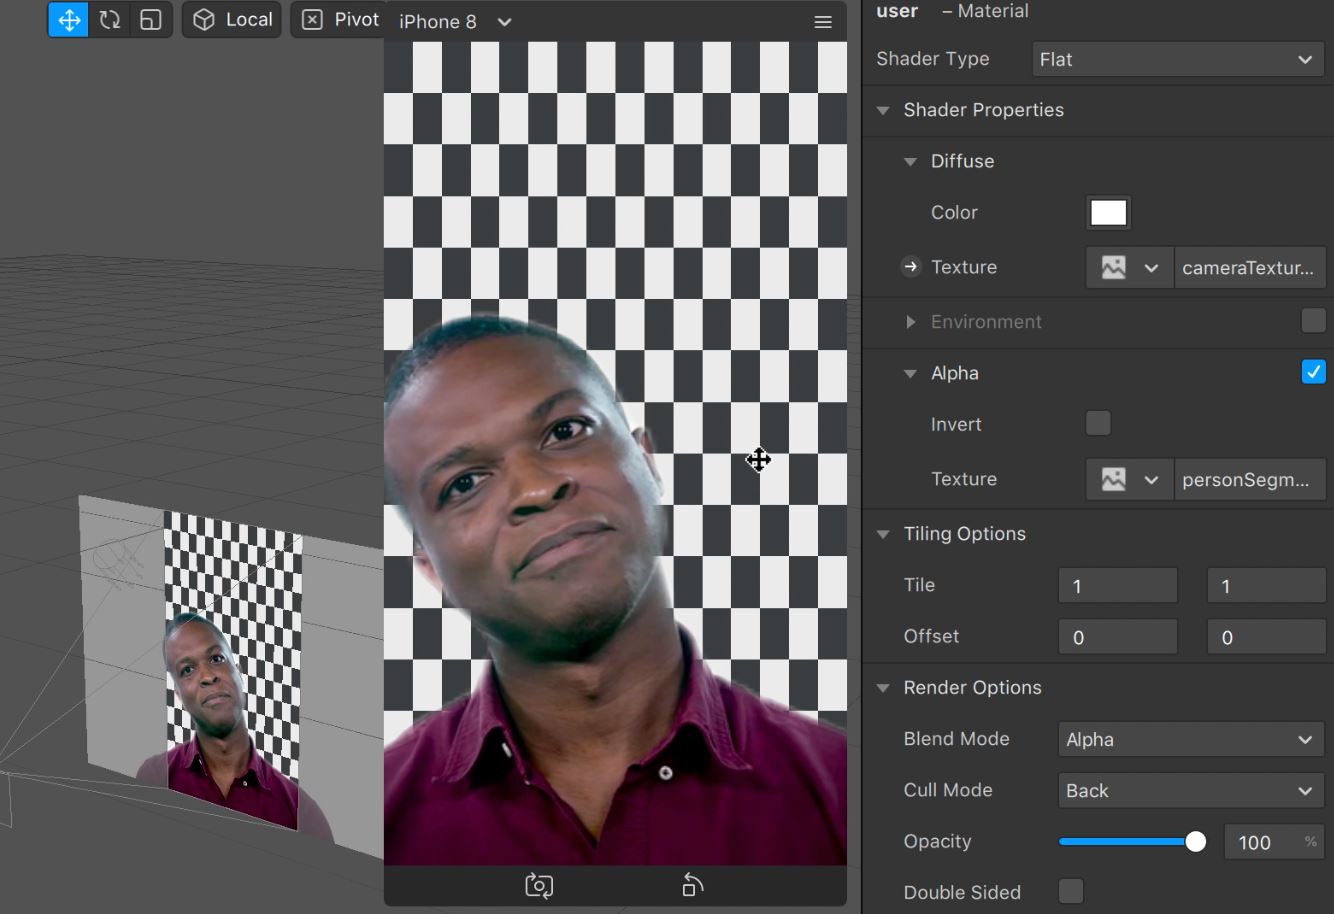 Local
Pivot
iPhone 8
user – Material
Shader Type Flat
Shader Properties
Diffuse
Color
Texture cameraTextur...
Environment
Alpha
Invert
Texture personSegm...
Tiling Options
Tile 1 1
Offset 0 0
Render Options
Blend Mode Alpha
Cull Mode Back
Opacity 100 %
Double Sided